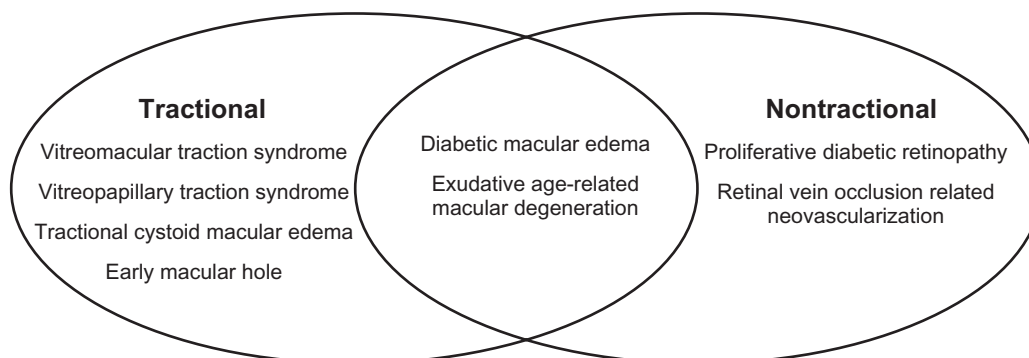 Tractional
Vitreomacular traction syndrome
Vitreopapillary traction syndrome
Tractional cystoid macular edema
Early macular hole
Diabetic macular edema
Exudative age-related
macular degeneration
Nontractional
Proliferative diabetic retinopathy
Retinal vein occlusion related
neovascularization